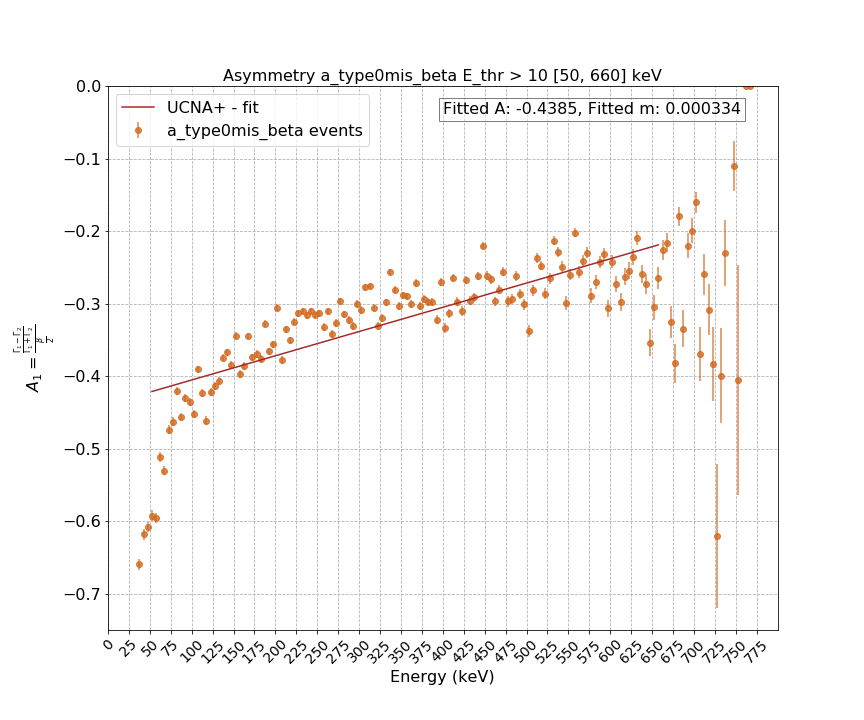 Asymmetry a_type0mis_beta E_thr > 10 [50, 660] keV
UCNA+ - fit
a_type0mis_beta events
Fitted A: -0.4385, Fitted m: 0.000334
0.0
−0.1
−0.2
−0.3
−0.4
−0.5
−0.6
−0.7
0 25 50 75 100 125 150 175 200 225 250 275 300 325 350 375 400 425 450 475 500 525 550 575 600 625 650 675 700 725 750 775
Energy (keV)